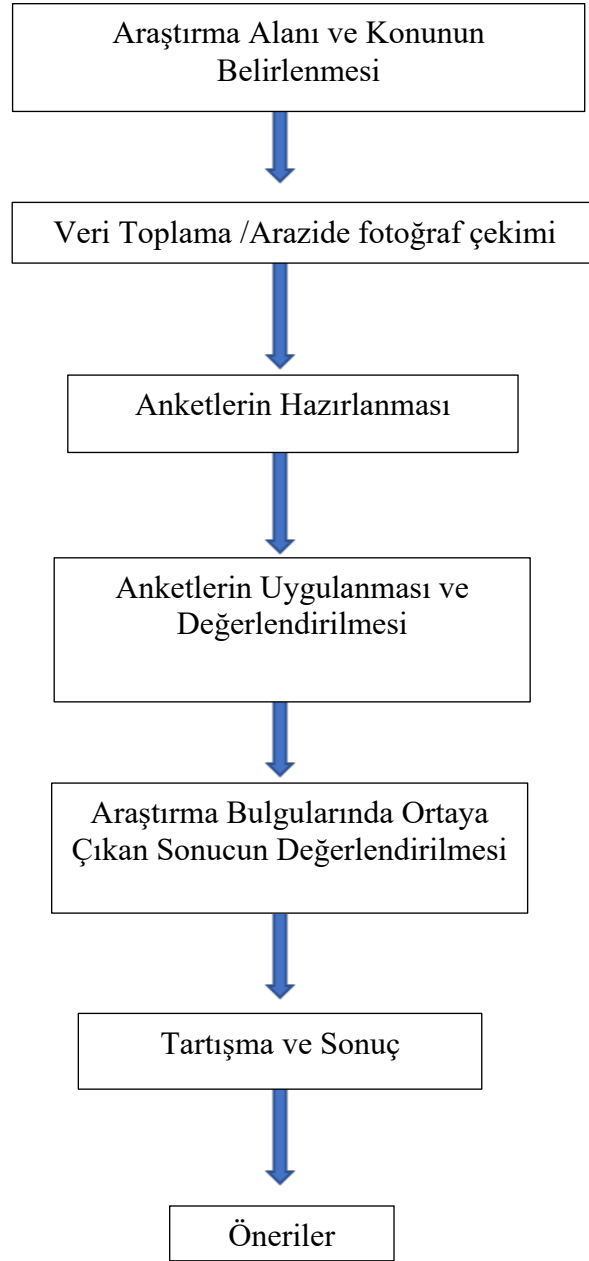 Araştırma Alanı ve Konunun
Belirlenmesi
Veri Toplama /Arazide fotoğraf çekimi
Anketlerin Hazırlanması
Anketlerin Uygulanması ve
Değerlendirilmesi
Araştırma Bulgularında Ortaya
Çıkan Sonucun Değerlendirilmesi
Tartışma ve Sonuç
Öneriler